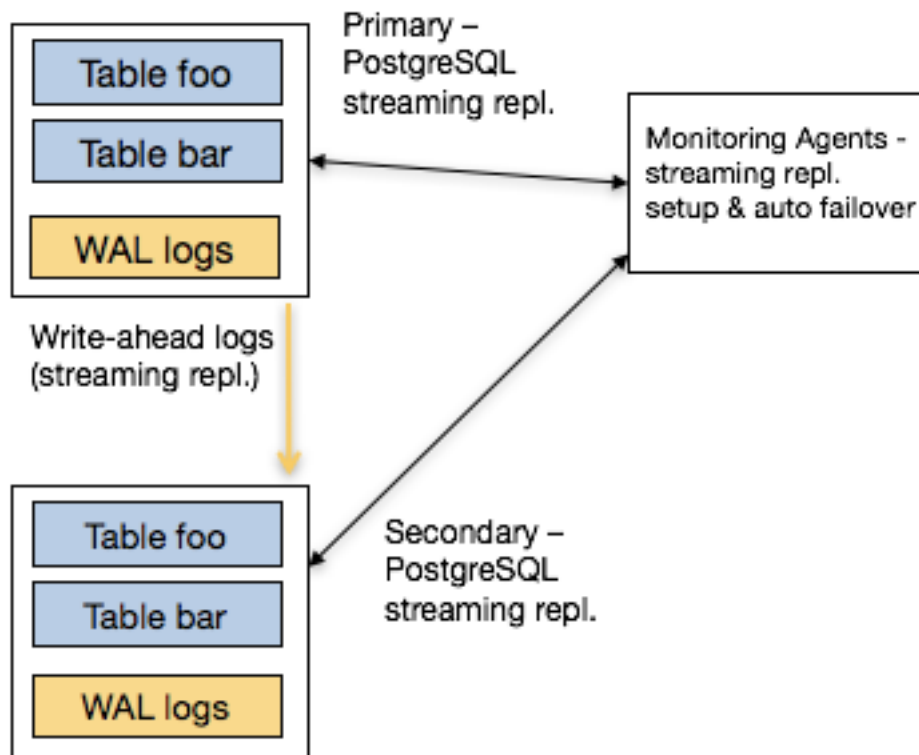 Table foo
Table bar
WAL logs
Primary –
PostgreSQL
streaming repl.
Monitoring Agents -
streaming repl.
setup & auto failover
Write-ahead logs
(streaming repl.)
Table foo
Table bar
WAL logs
Secondary –
PostgreSQL
streaming repl.